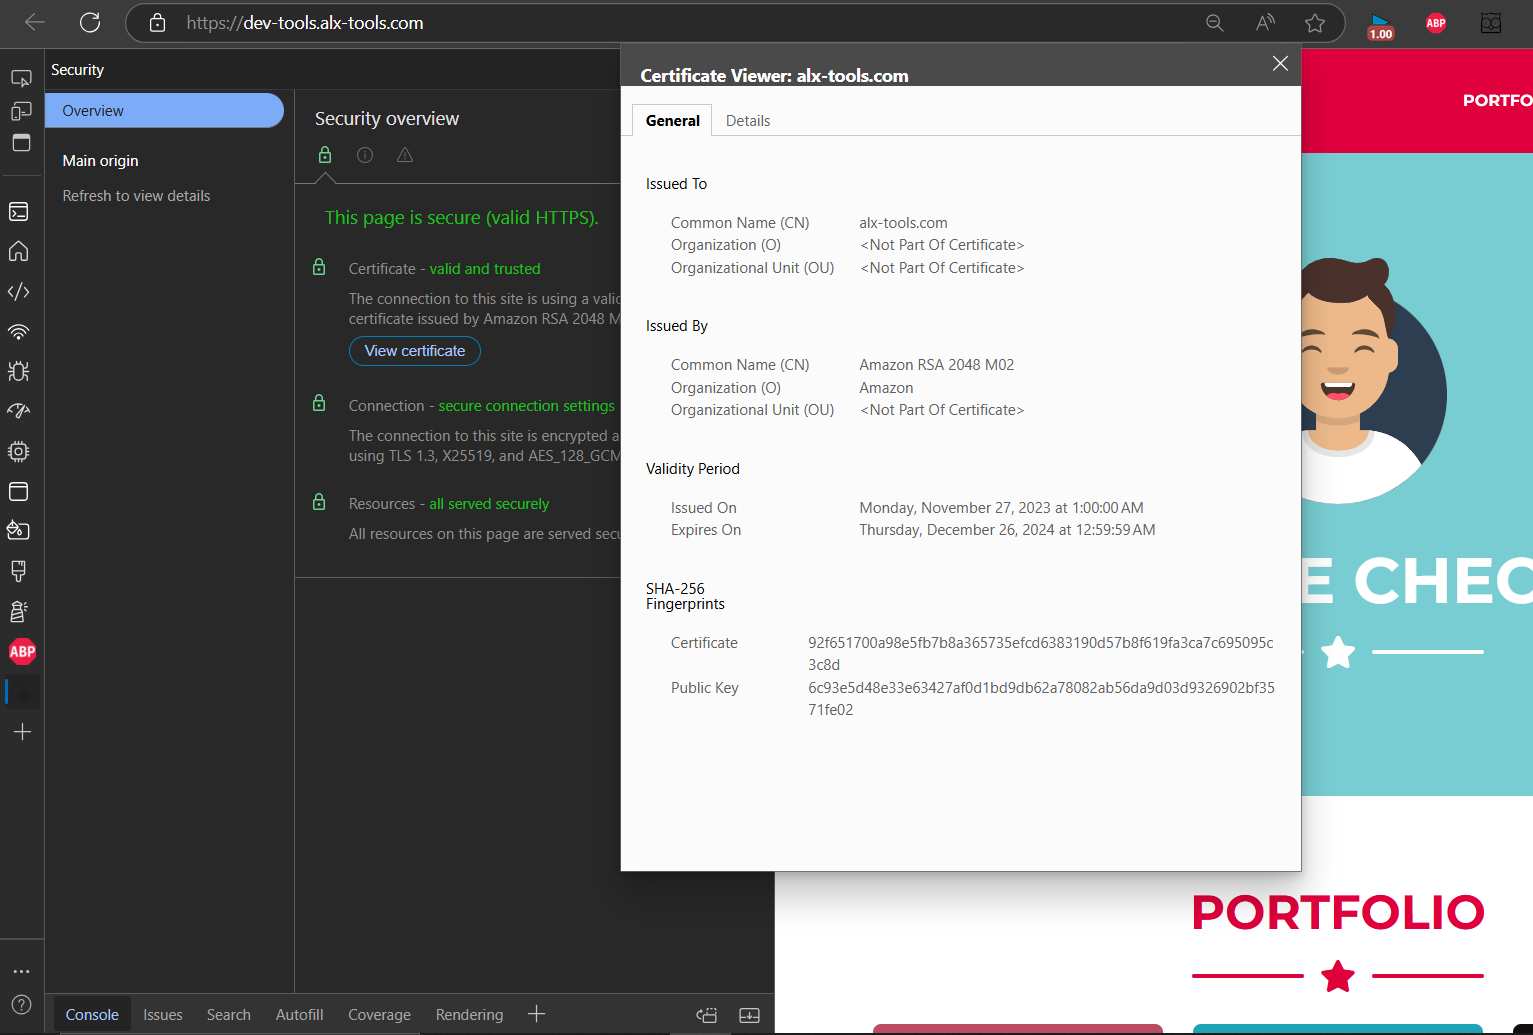 https://dev-tools.alx-tools.com
1.00
ABP
Security
Overview
Main origin
Refresh to view details
Security overview
This page is secure (valid HTTPS).
Certificate - valid and trusted
The connection to this site is using a valid
certificate issued by Amazon RSA 2048 M
View certificate
Connection - secure connection settings
The connection to this site is encrypted a
using TLS 1.3, X25519, and AES_128_GCM
Resources - all served securely
All resources on this page are served secu
ABP
Console Issues Search Autofill Coverage Rendering
Certificate Viewer: alx-tools.com
General Details
Issued To
Common Name (CN) alx-tools.com
Organization (O) <Not Part Of Certificate>
Organizational Unit (OU) <Not Part Of Certificate>
Issued By
Common Name (CN) Amazon RSA 2048 M02
Organization (O) Amazon
Organizational Unit (OU) <Not Part Of Certificate>
Validity Period
Issued On Monday, November 27, 2023 at 1:00:00 AM
Expires On Thursday, December 26, 2024 at 12:59:59 AM
SHA-256
Fingerprints
Certificate 92f651700a98e5fb7b8a365735efcd6383190d57b8f619fa3ca7c695095c
3c8d
Public Key 6c93e5d48e33e63427af0d1bd9db62a78082ab56da9d03d9326902bf35
71fe02
PORTFO
E CHEC
PORTFOLIO